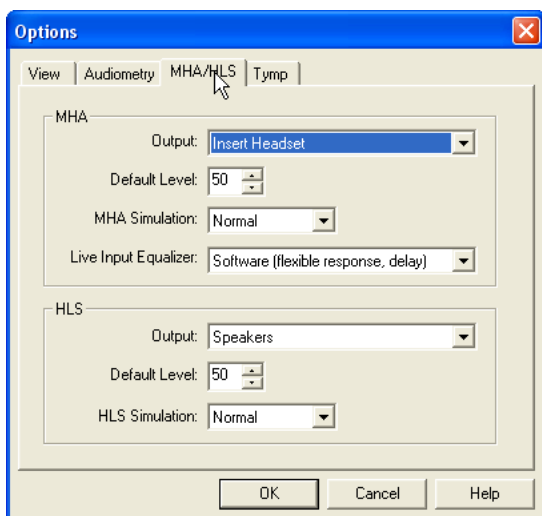 Options
View Audiometry MHA/HLS Tymp
MHA
Output: Insert Headset
Default Level: 50
MHA Simulation: Normal
Live Input Equalizer: Software (flexible response, delay)
HLS
Output: Speakers
Default Level: 50
HLS Simulation: Normal
OK Cancel Help